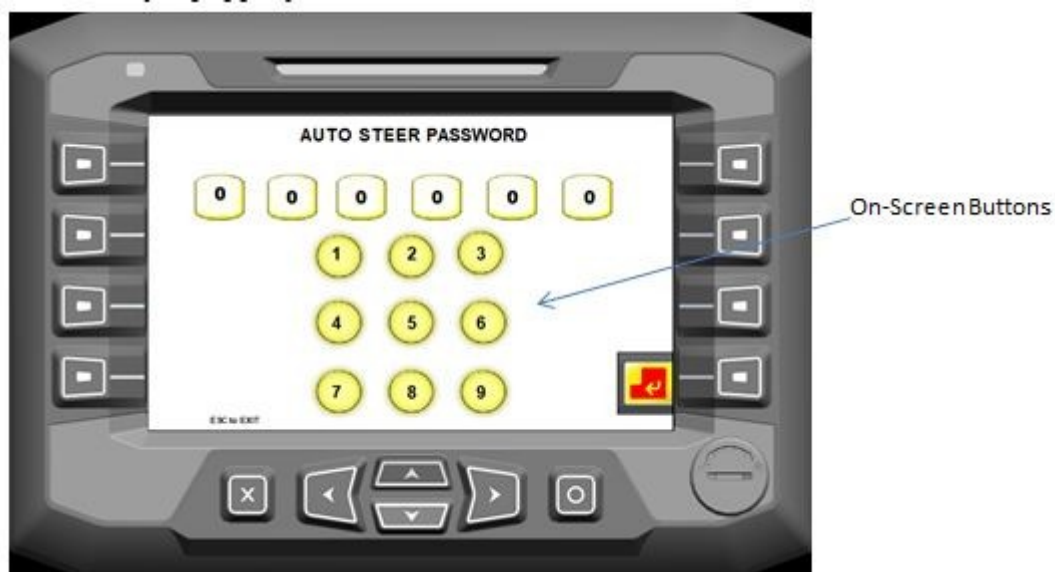 AUTO STEER PASSWORD
0 0 0 0 0 0
On-Screen Buttons
1 2 3
4 5 6
7 8 9
ESC to EXIT
X